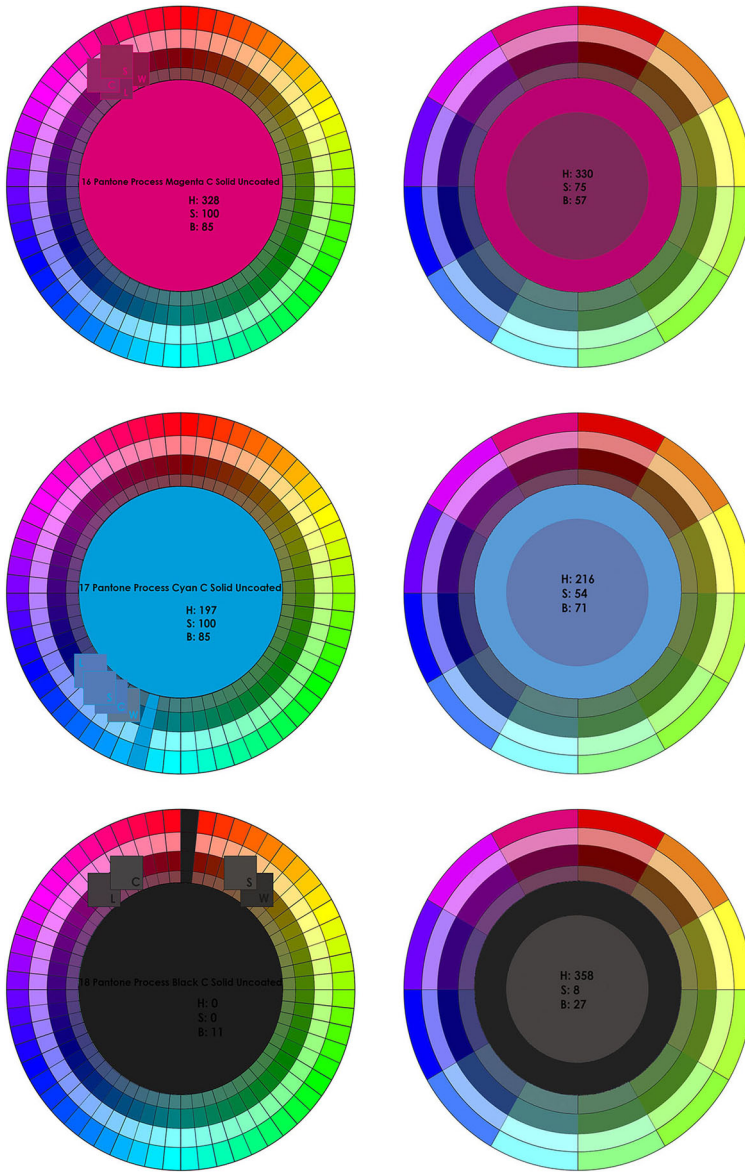 W
16 Pantone Process Magenta C Solid Uncoated
H: 328
S: 100
B: 85
H: 330
S: 75
B: 57
17 Pantone Process Cyan C Solid Uncoated
H: 197
S: 100
B: 85
H: 216
S: 54
B: 71
W
C
L
S
W
18 Pantone Process Black C Solid Uncoated
H: 0
S: 0
B: 11
H: 358
S: 8
B: 27